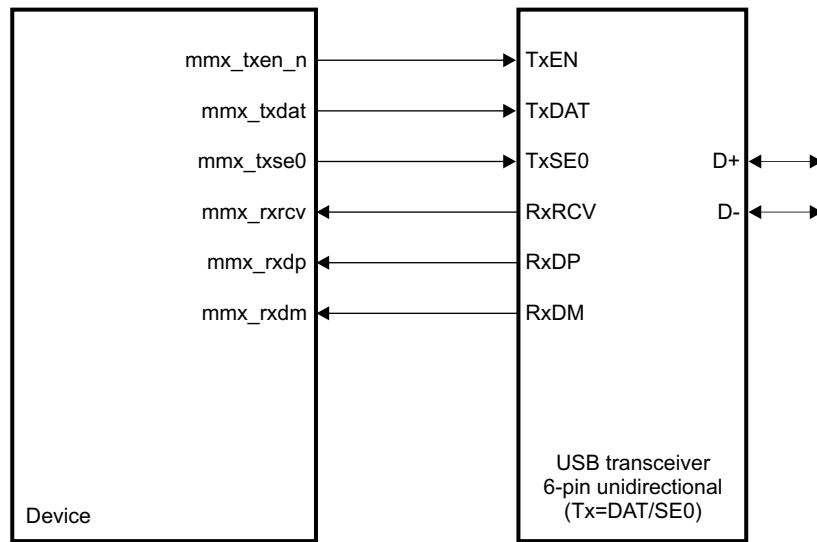 mmx_txen_n TxEN
mmx_txdat TxDAT
mmx_txse0 TxSE0 D+
mmx_rxrcv RxRCV D-
mmx_rxdp RxDP
mmx_rxdm RxDM
USB transceiver
6-pin unidirectional
(Tx=DAT/SE0)
Device